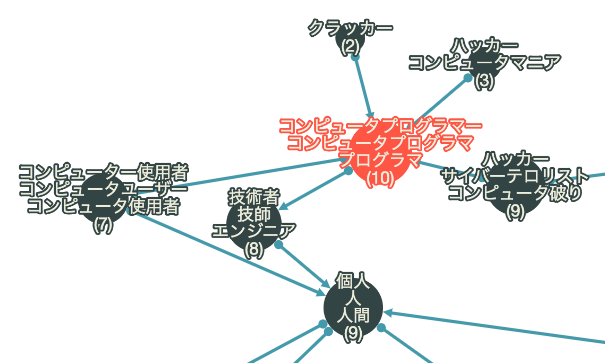 クラッカー
(2)
ハッカー
コンピュータマニア
(3)
コンピュータプログラマー
コンピュータプログラマ
プログラマ
(10)
ハッカー
サイバーテロリスト
コンピュータ破り
(9)
コンピューター使用者
コンピュータユーザー
コンピュータ使用者
(7)
技術者
技師
エンジニア
(8)
個人
人
人間
(9)